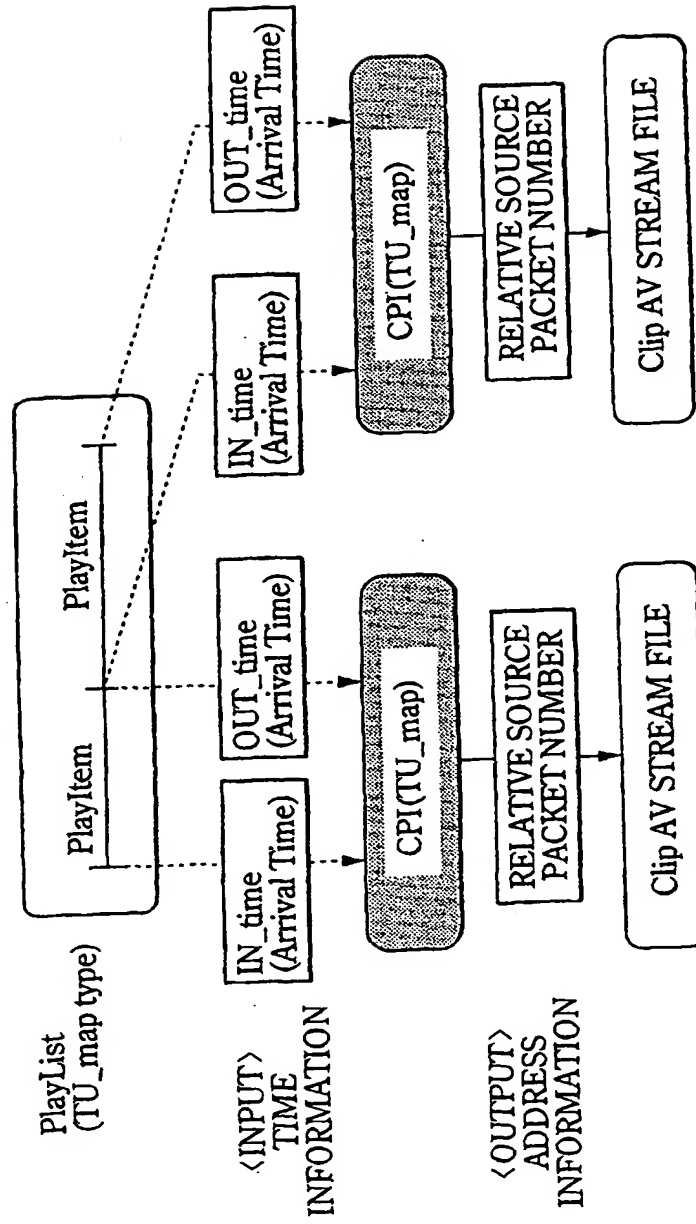 PlayList
(TU_map type)
PlayItem
PlayItem
<INPUT>
TIME
INFORMATION
IN_time
(Arrival Time)
OUT_time
(Arrival Time)
IN_time
(Arrival Time)
OUT_time
(Arrival Time)
CPI(TU_map)
CPI(TU_map)
<OUTPUT>
ADDRESS
INFORMATION
RELATIVE SOURCE
PACKET NUMBER
RELATIVE SOURCE
PACKET NUMBER
Clip AV STREAM FILE
Clip AV STREAM FILE